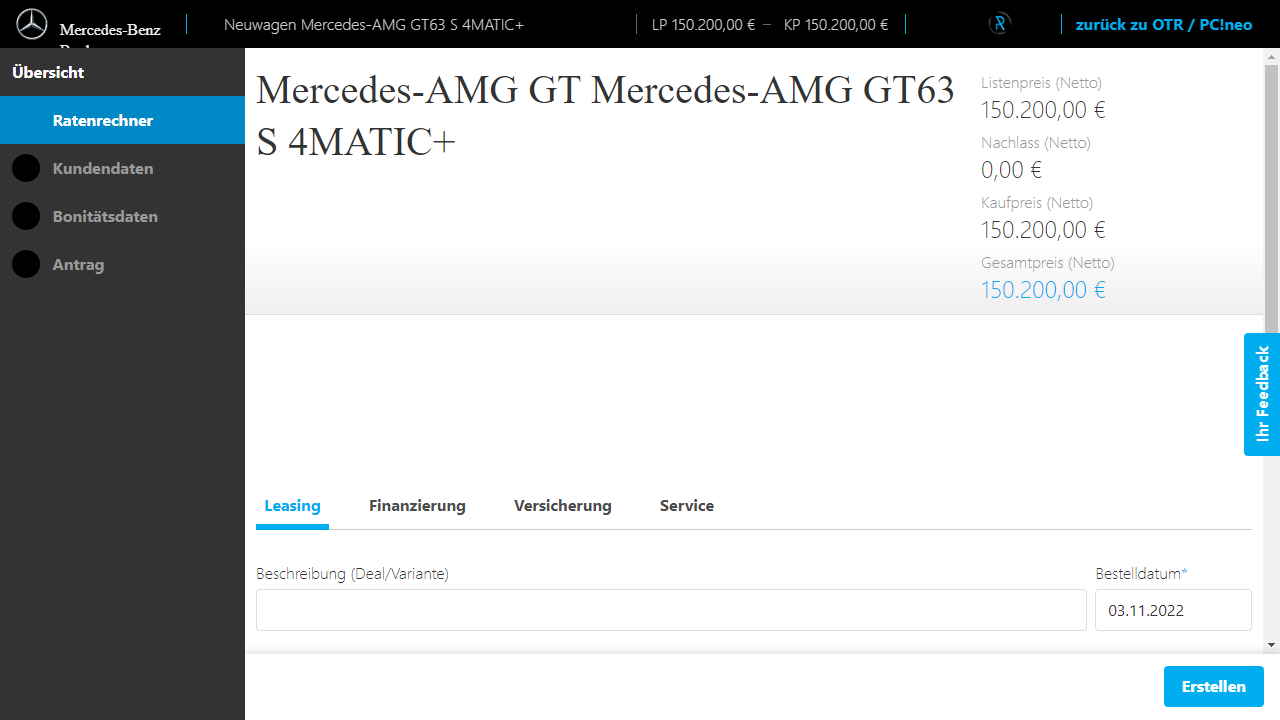 Mercedes-Benz
Neuwagen Mercedes-AMG GT63 S 4MATIC+
LP 150.200,00 € – KP 150.200,00 €
zurück zu OTR / PC!neo
Übersicht
Ratenrechner
Kundendaten
Bonitätsdaten
Antrag
Mercedes-AMG GT Mercedes-AMG GT63
S 4MATIC+
Listenpreis (Netto)
150.200,00 €
Nachlass (Netto)
0,00 €
Kaufpreis (Netto)
150.200,00 €
Gesamtpreis (Netto)
150.200,00 €
Ihr Feedback
Leasing
Finanzierung
Versicherung
Service
Beschreibung (Deal/Variante)
Bestelldatum*
03.11.2022
Erstellen